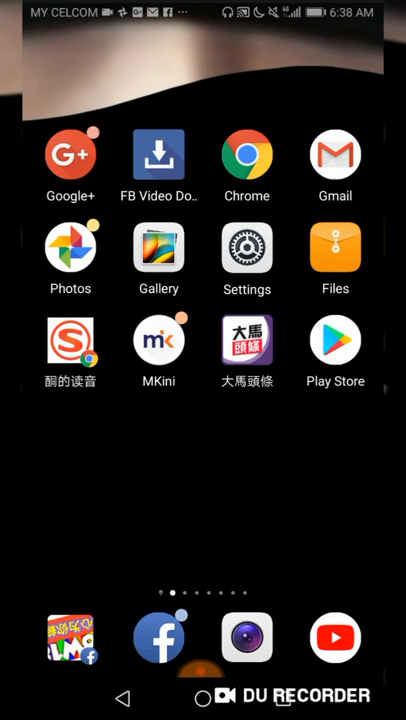 MY CELCOM 6:38 AM
Google+ FB Video Do.. Chrome Gmail
Photos Gallery Settings Files
酮的读音 MKini 大馬頭條 Play Store
DU RECORDER